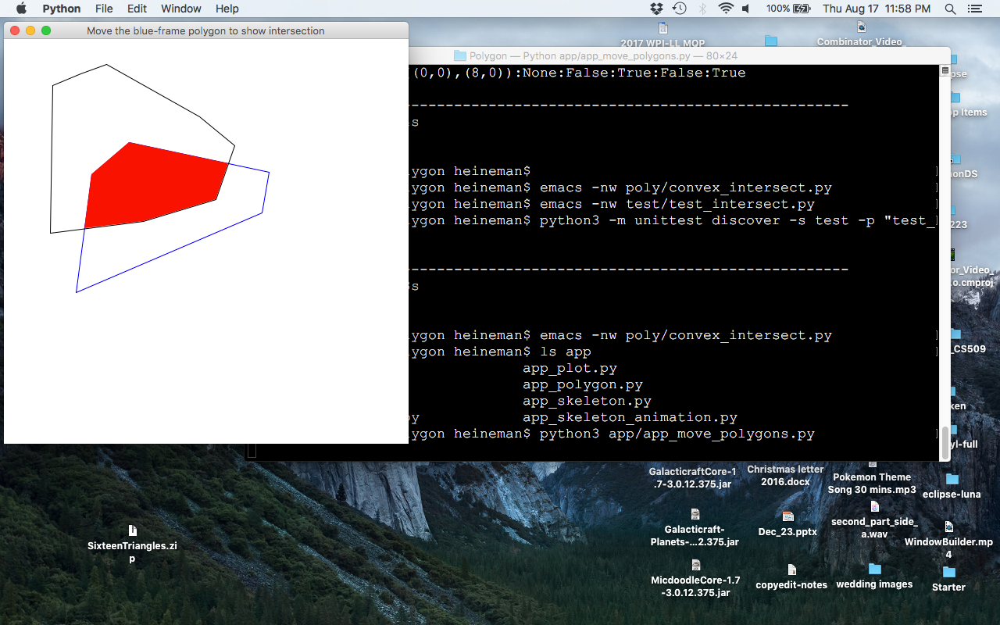 Python File Edit Window Help 100% Thu Aug 17 11:58 PM
Move the blue-frame polygon to show intersection
2017 WPI-LL MQP
Combinator_Video_
Polygon — Python app/app_move_polygons.py — 80×24
(0,0),(8,0)):None:False:True:False:True
----------------------------------------------------
s
ygon heineman$
ygon heineman$ emacs -nw poly/convex_intersect.py
ygon heineman$ emacs -nw test/test_intersect.py
ygon heineman$ python3 -m unittest discover -s test -p "test_
----------------------------------------------------
s
ygon heineman$ emacs -nw poly/convex_intersect.py
ygon heineman$ ls app
app_plot.py
app_polygon.py
app_skeleton.py
py app_skeleton_animation.py
ygon heineman$ python3 app/app_move_polygons.py
pse
op Items
nonDS
223
or_Video_
o.cmproj
_CS509
ken
yl-full
GalacticraftCore-1
.7-3.0.12.375.jar
Christmas letter
2016.docx
Pokemon Theme
Song 30 mins.mp3
eclipse-luna
Galacticraft-
Planets-...2.375.jar
Dec_23.pptx
second_part_side_
a.wav
WindowBuilder.mp
4
MicdoodleCore-1.7
-3.0.12.375.jar
copyedit-notes
wedding images
Starter
SixteenTriangles.zi
p